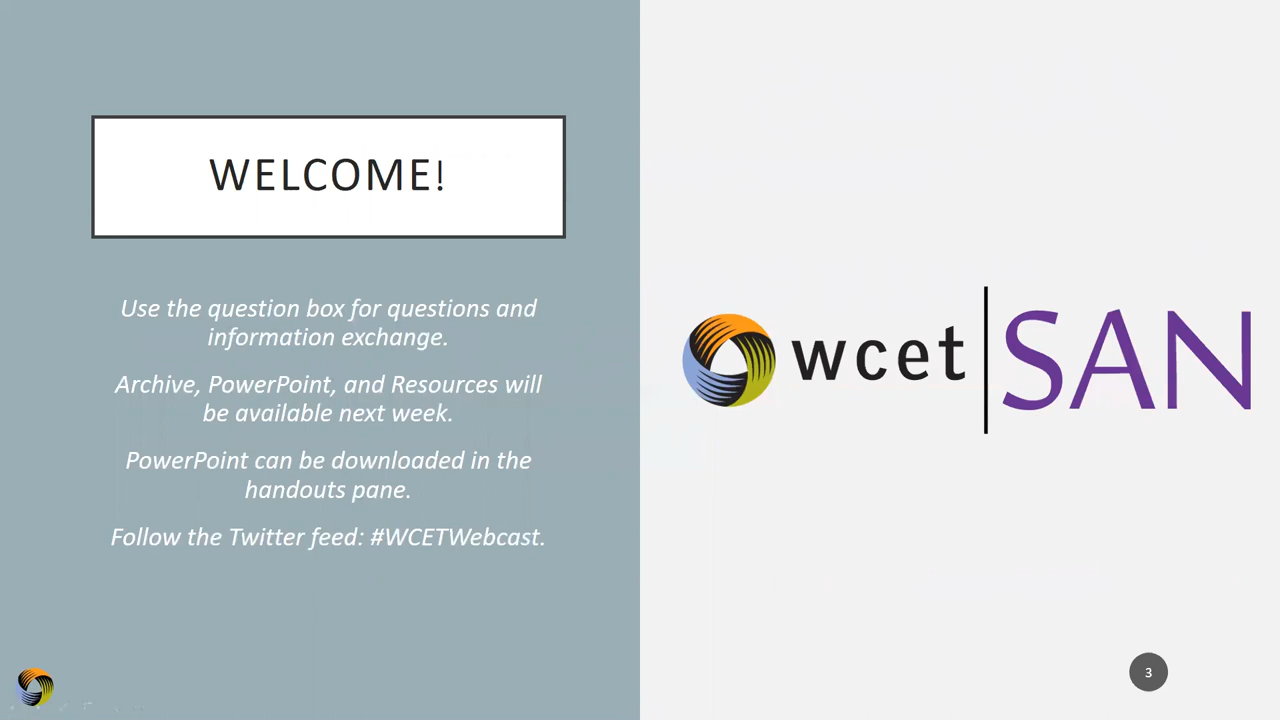 WELCOME!
Use the question box for questions and
information exchange.
Archive, PowerPoint, and Resources will
be available next week.
PowerPoint can be downloaded in the
handouts pane.
Follow the Twitter feed: #WCETWebcast.
wcet SAN
3